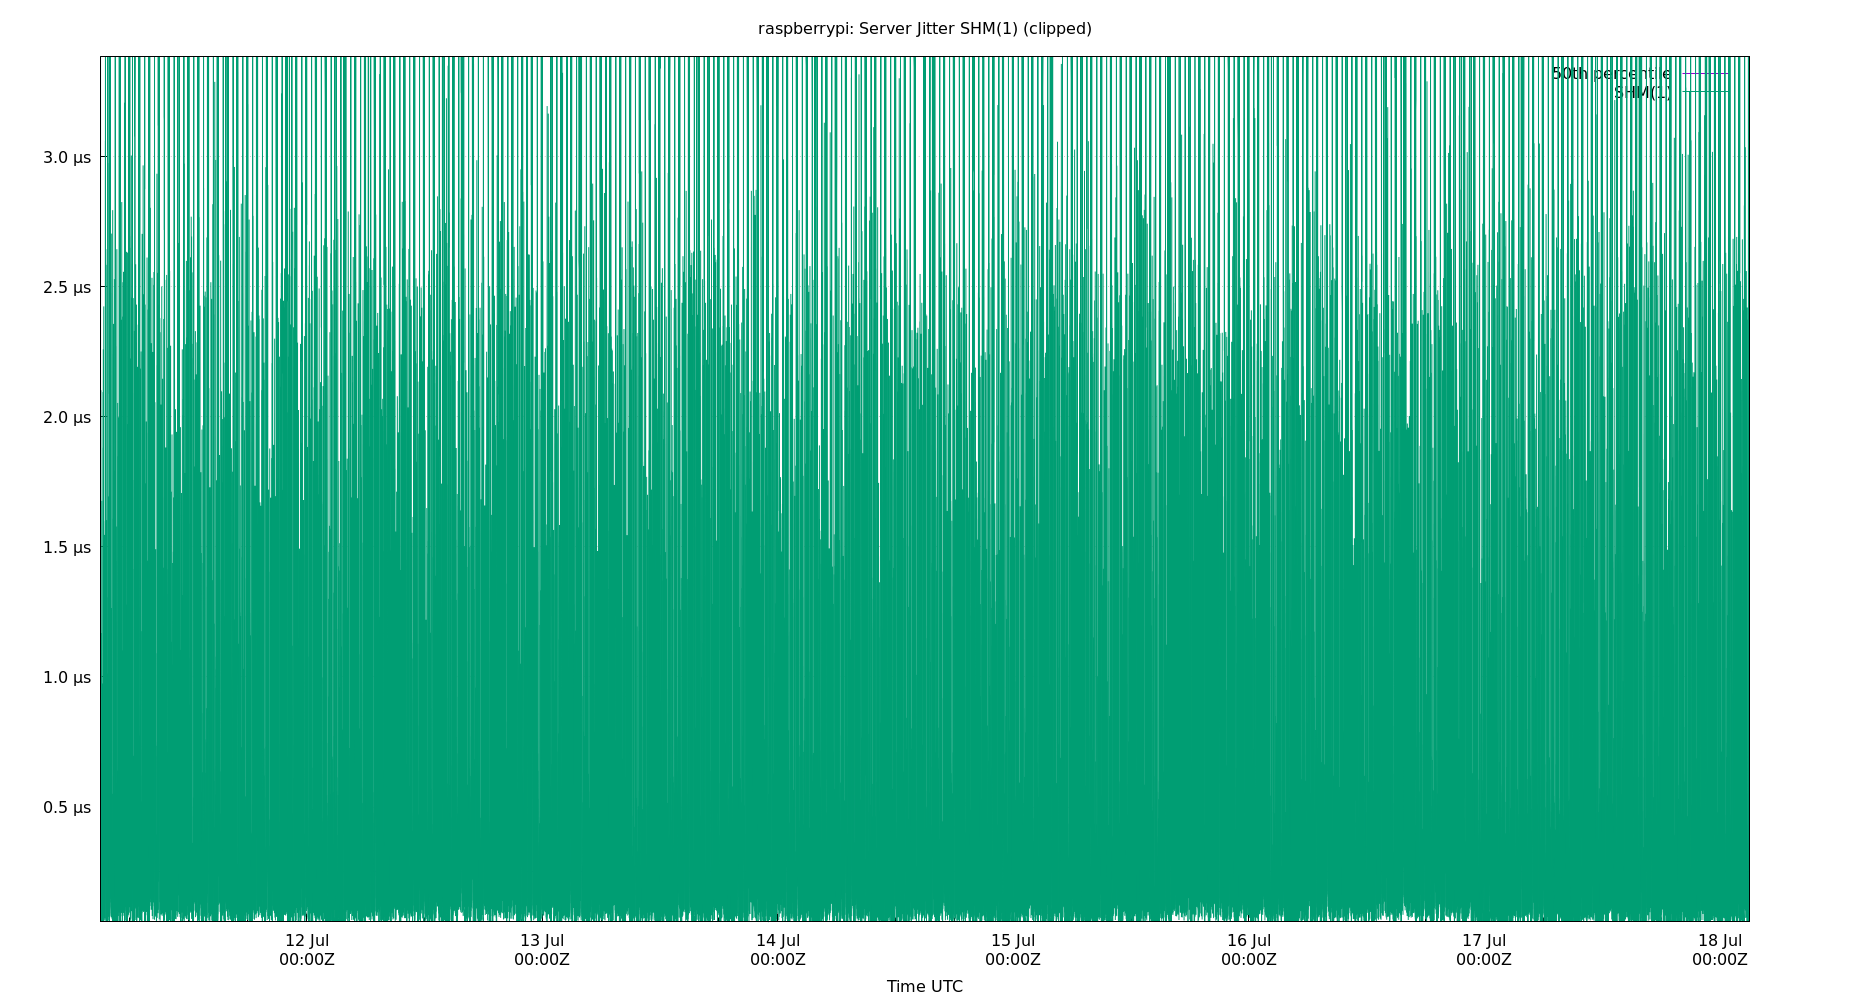 raspberrypi: Server Jitter SHM(1) (clipped)
50th percentile
SHM(1)
3.0 µs
2.5 µs
2.0 µs
1.5 µs
1.0 µs
0.5 µs
12 Jul 13 Jul 14 Jul 15 Jul 16 Jul 17 Jul 18 Jul
00:00Z 00:00Z 00:00Z 00:00Z 00:00Z 00:00Z 00:00Z
Time UTC